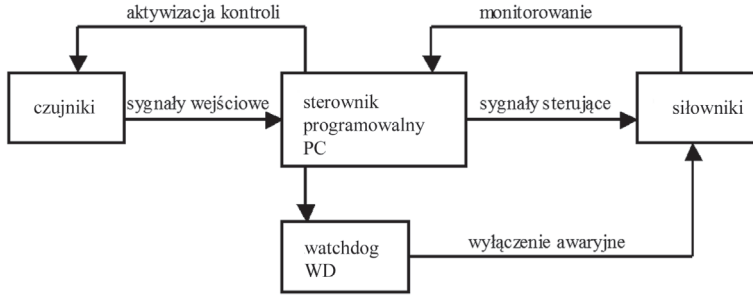 aktywizacja kontroli
monitorowanie
czujniki
sygnały wejściowe
sterownik
programowalny
PC
sygnały sterujące
siłowniki
watchdog
WD
wyłączenie awaryjne